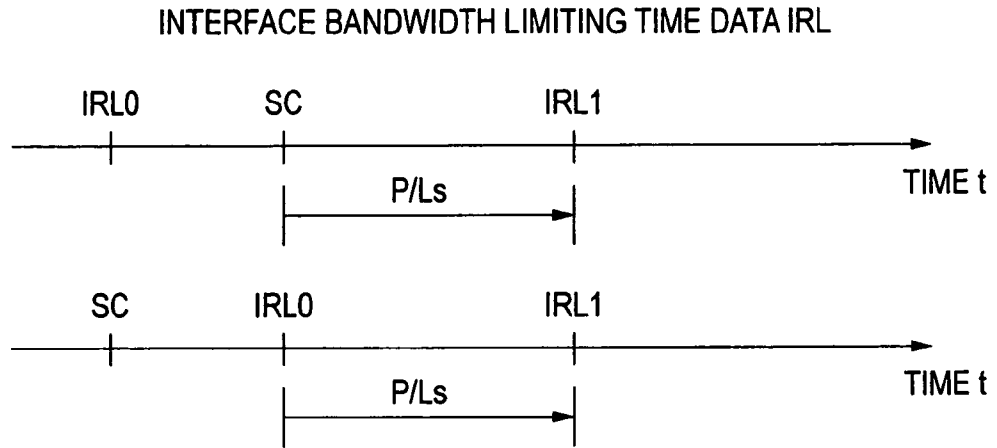 INTERFACE BANDWIDTH LIMITING TIME DATA IRL
IRL0 SC IRL1
TIME t
P/Ls
SC IRL0 IRL1
TIME t
P/Ls